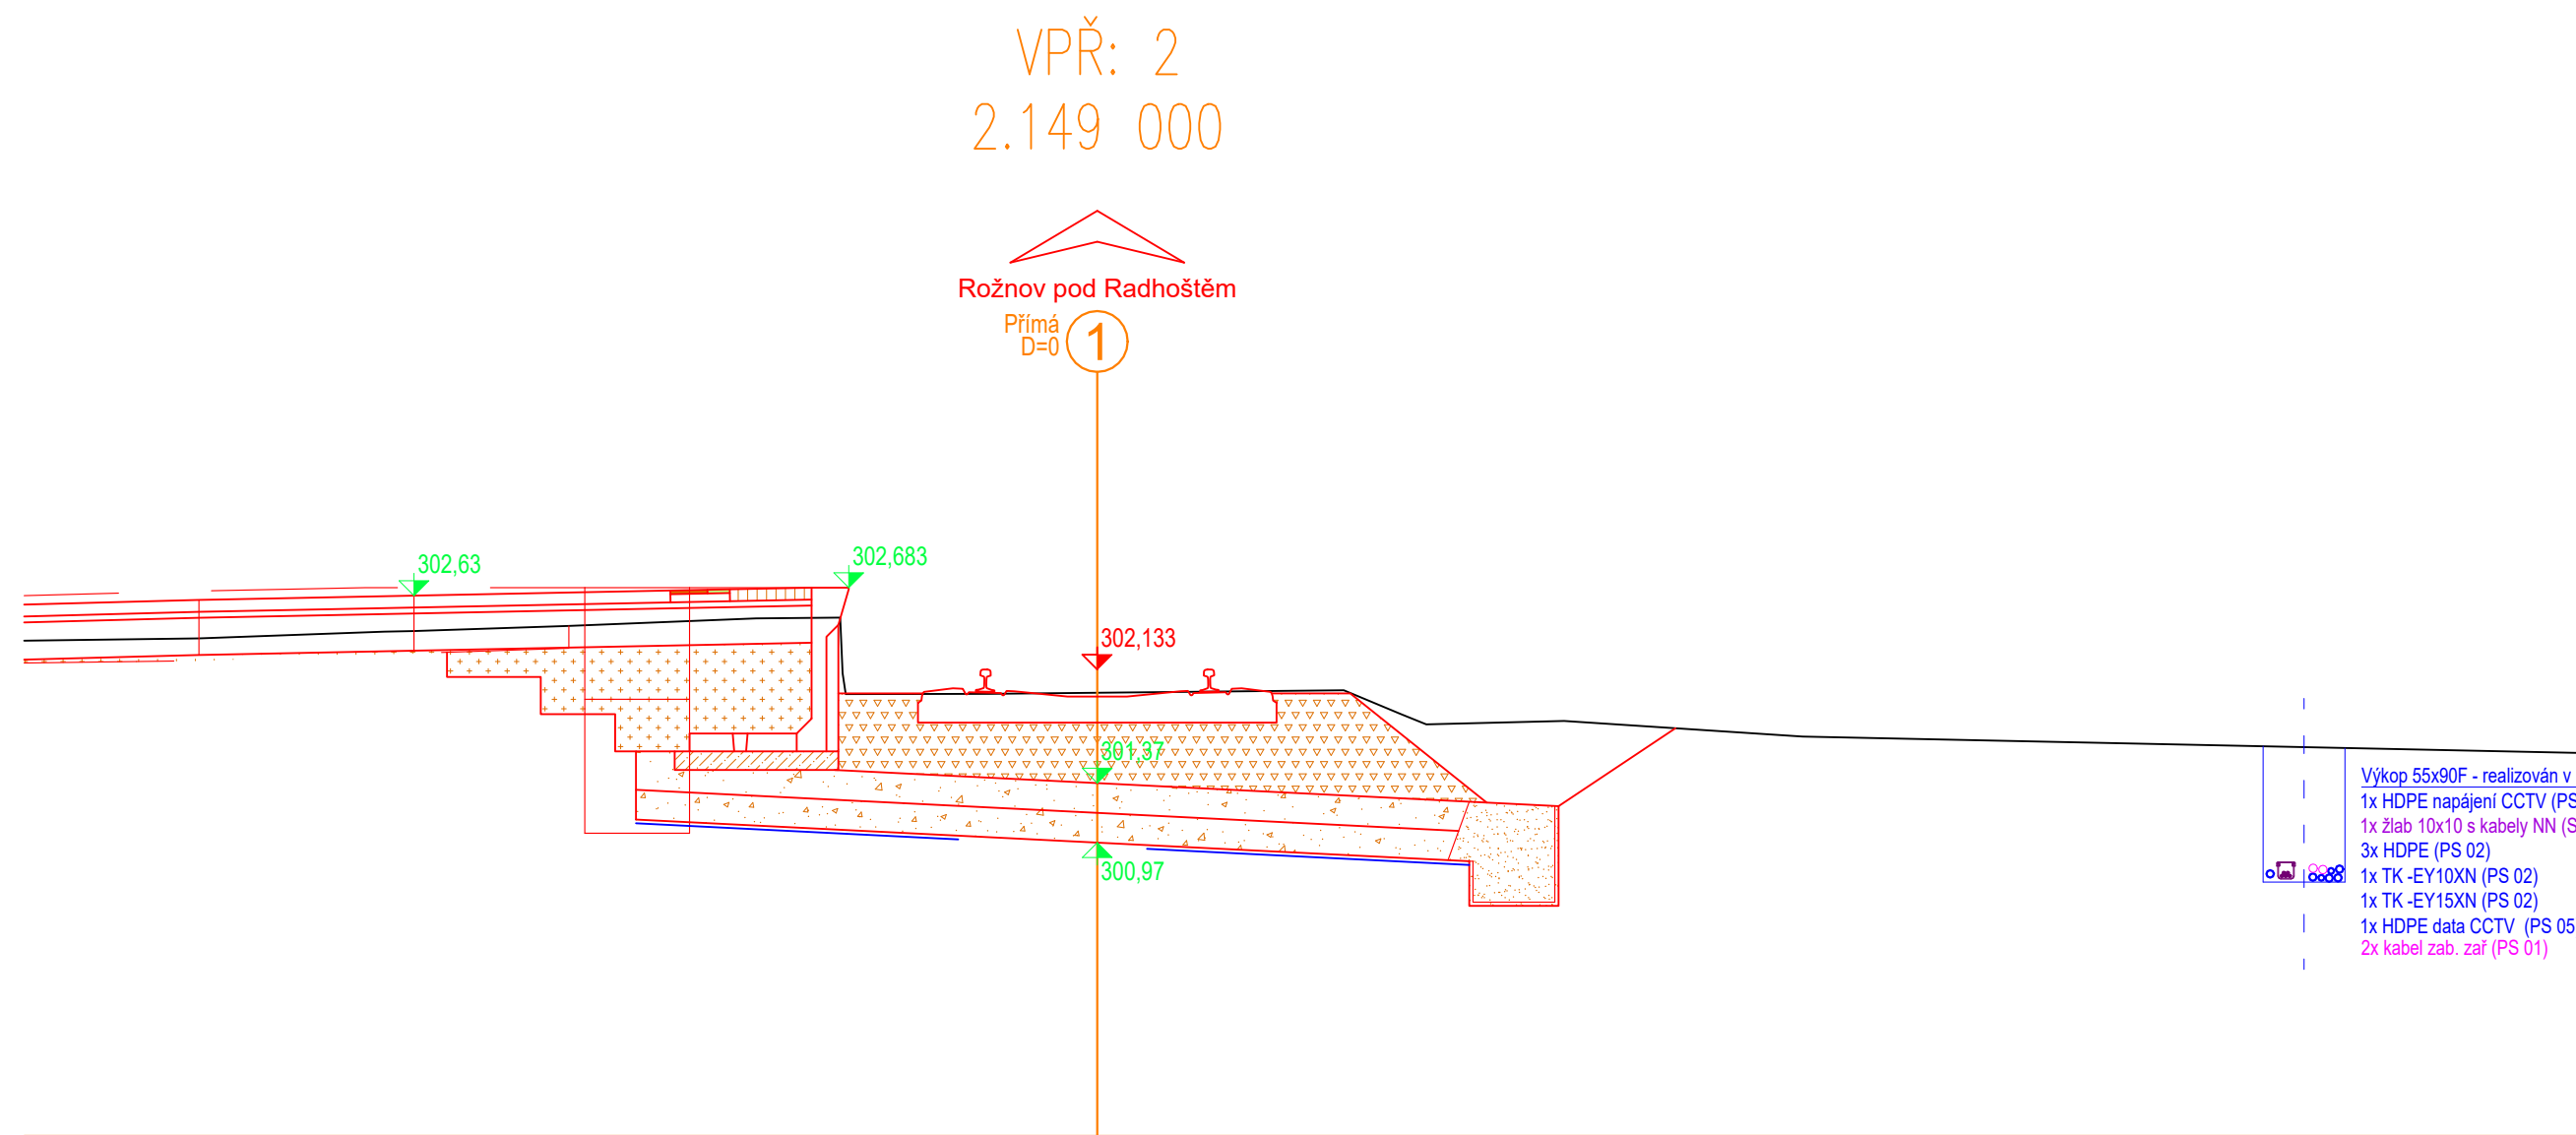 VPŘ: 2
2.149 000
Rožnov pod Radhoštěm
Přímá
D=0
1
302,63
302,683
302,133
301,37
300,97
Výkop 55x90F - realizován v
1x HDPE napájení CCTV (PS
1x žlab 10x10 s kabely NN (S
3x HDPE (PS 02)
1x TK -EY10XN (PS 02)
1x TK -EY15XN (PS 02)
1x HDPE data CCTV (PS 05
2x kabel zab. zař (PS 01)